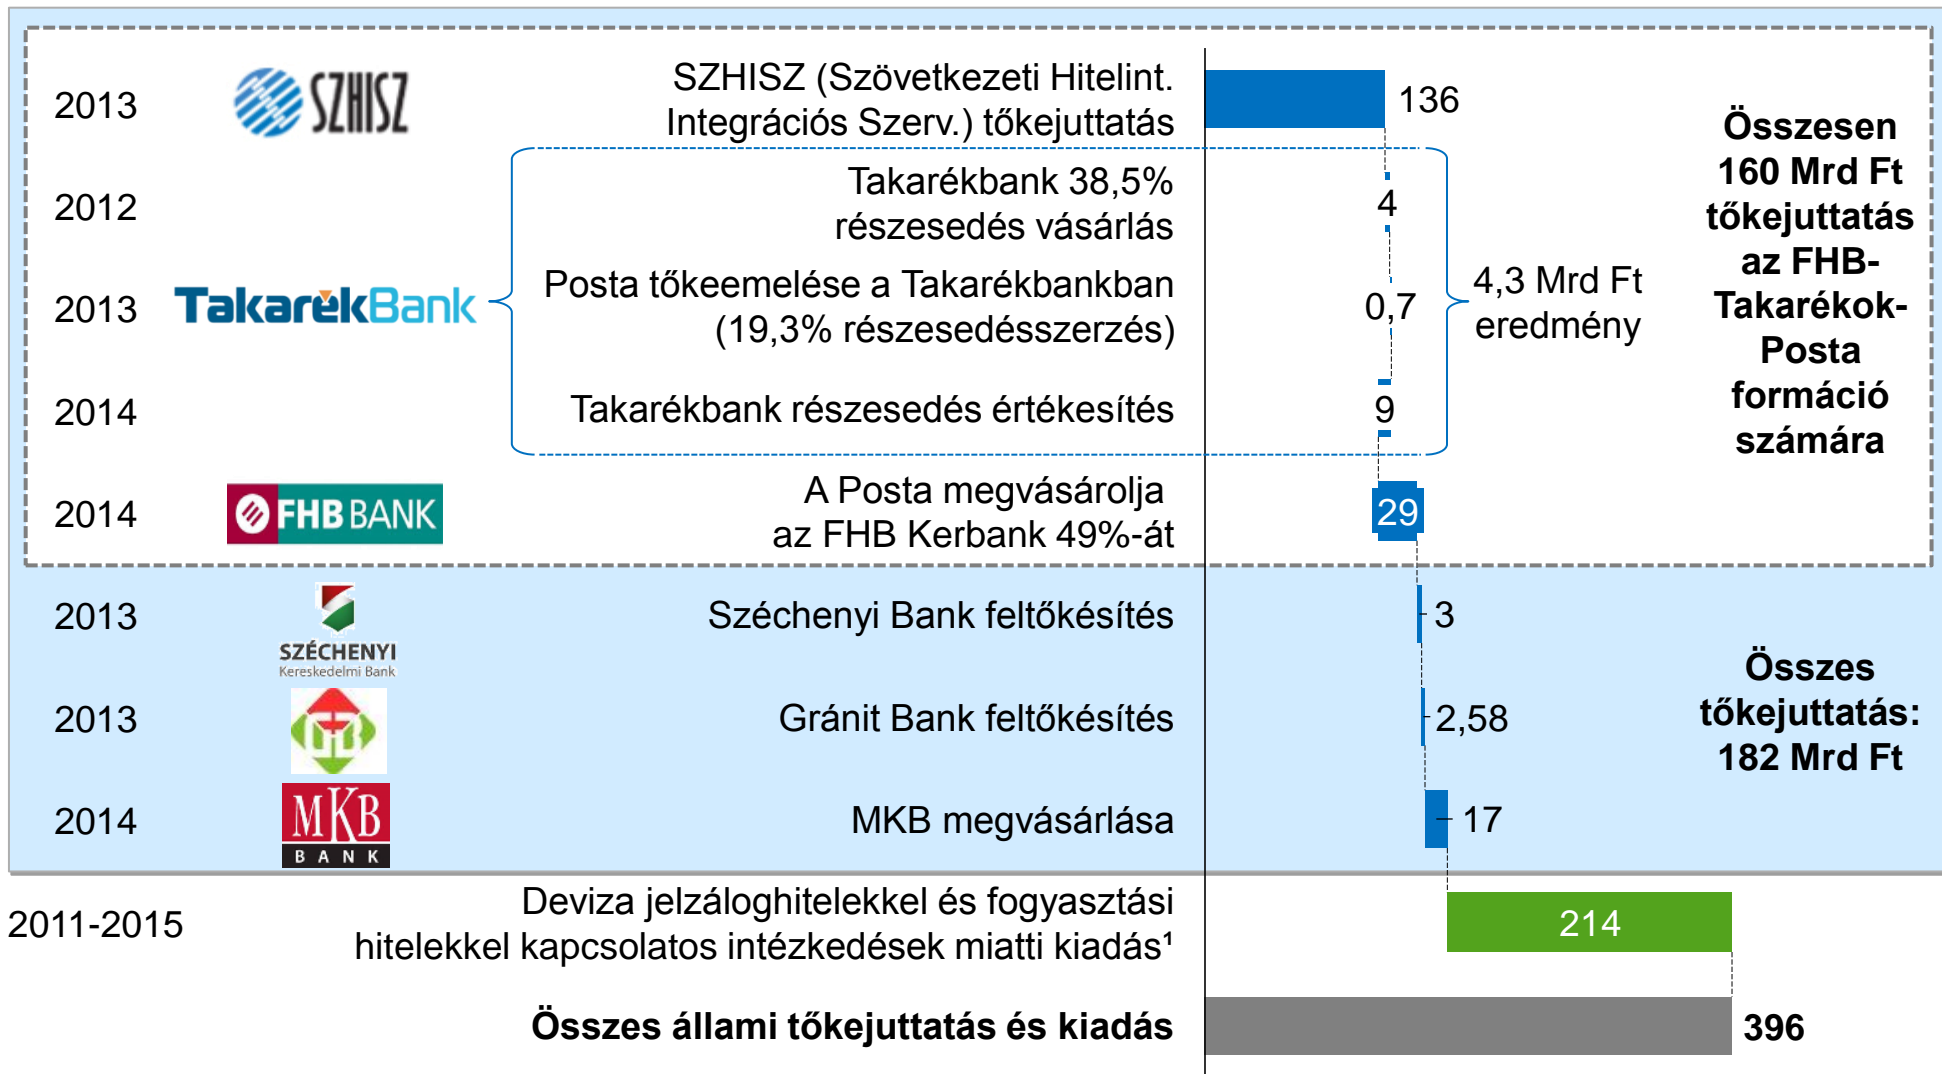 2013
SZHISZ
SZHISZ (Szövetkezeti Hitelint.
Integrációs Szerv.) tőkejuttatás
136
2012
Takarékbank 38,5%
részesedés vásárlás
4
2013
TakarékBank
Posta tőkeemelése a Takarékbankban
(19,3% részesedésszerzés)
0,7
4,3 Mrd Ft
eredmény
2014
Takarékbank részesedés értékesítés
9
2014
FHB BANK
A Posta megvásárolja
az FHB Kerbank 49%-át
29
Összesen
160 Mrd Ft
tőkejuttatás
az FHB-
Takarékok-
Posta
formáció
számára
2013
SZÉCHENYI
Kereskedelmi Bank
Széchenyi Bank feltőkésítés
3
2013
Gránit Bank feltőkésítés
2,58
2014
MKB
BANK
MKB megvásárlása
17
Összes
tőkejuttatás:
182 Mrd Ft
2011-2015
Deviza jelzáloghitelekkel és fogyasztási
hitelekkel kapcsolatos intézkedések miatti kiadás¹
214
Összes állami tőkejuttatás és kiadás
396